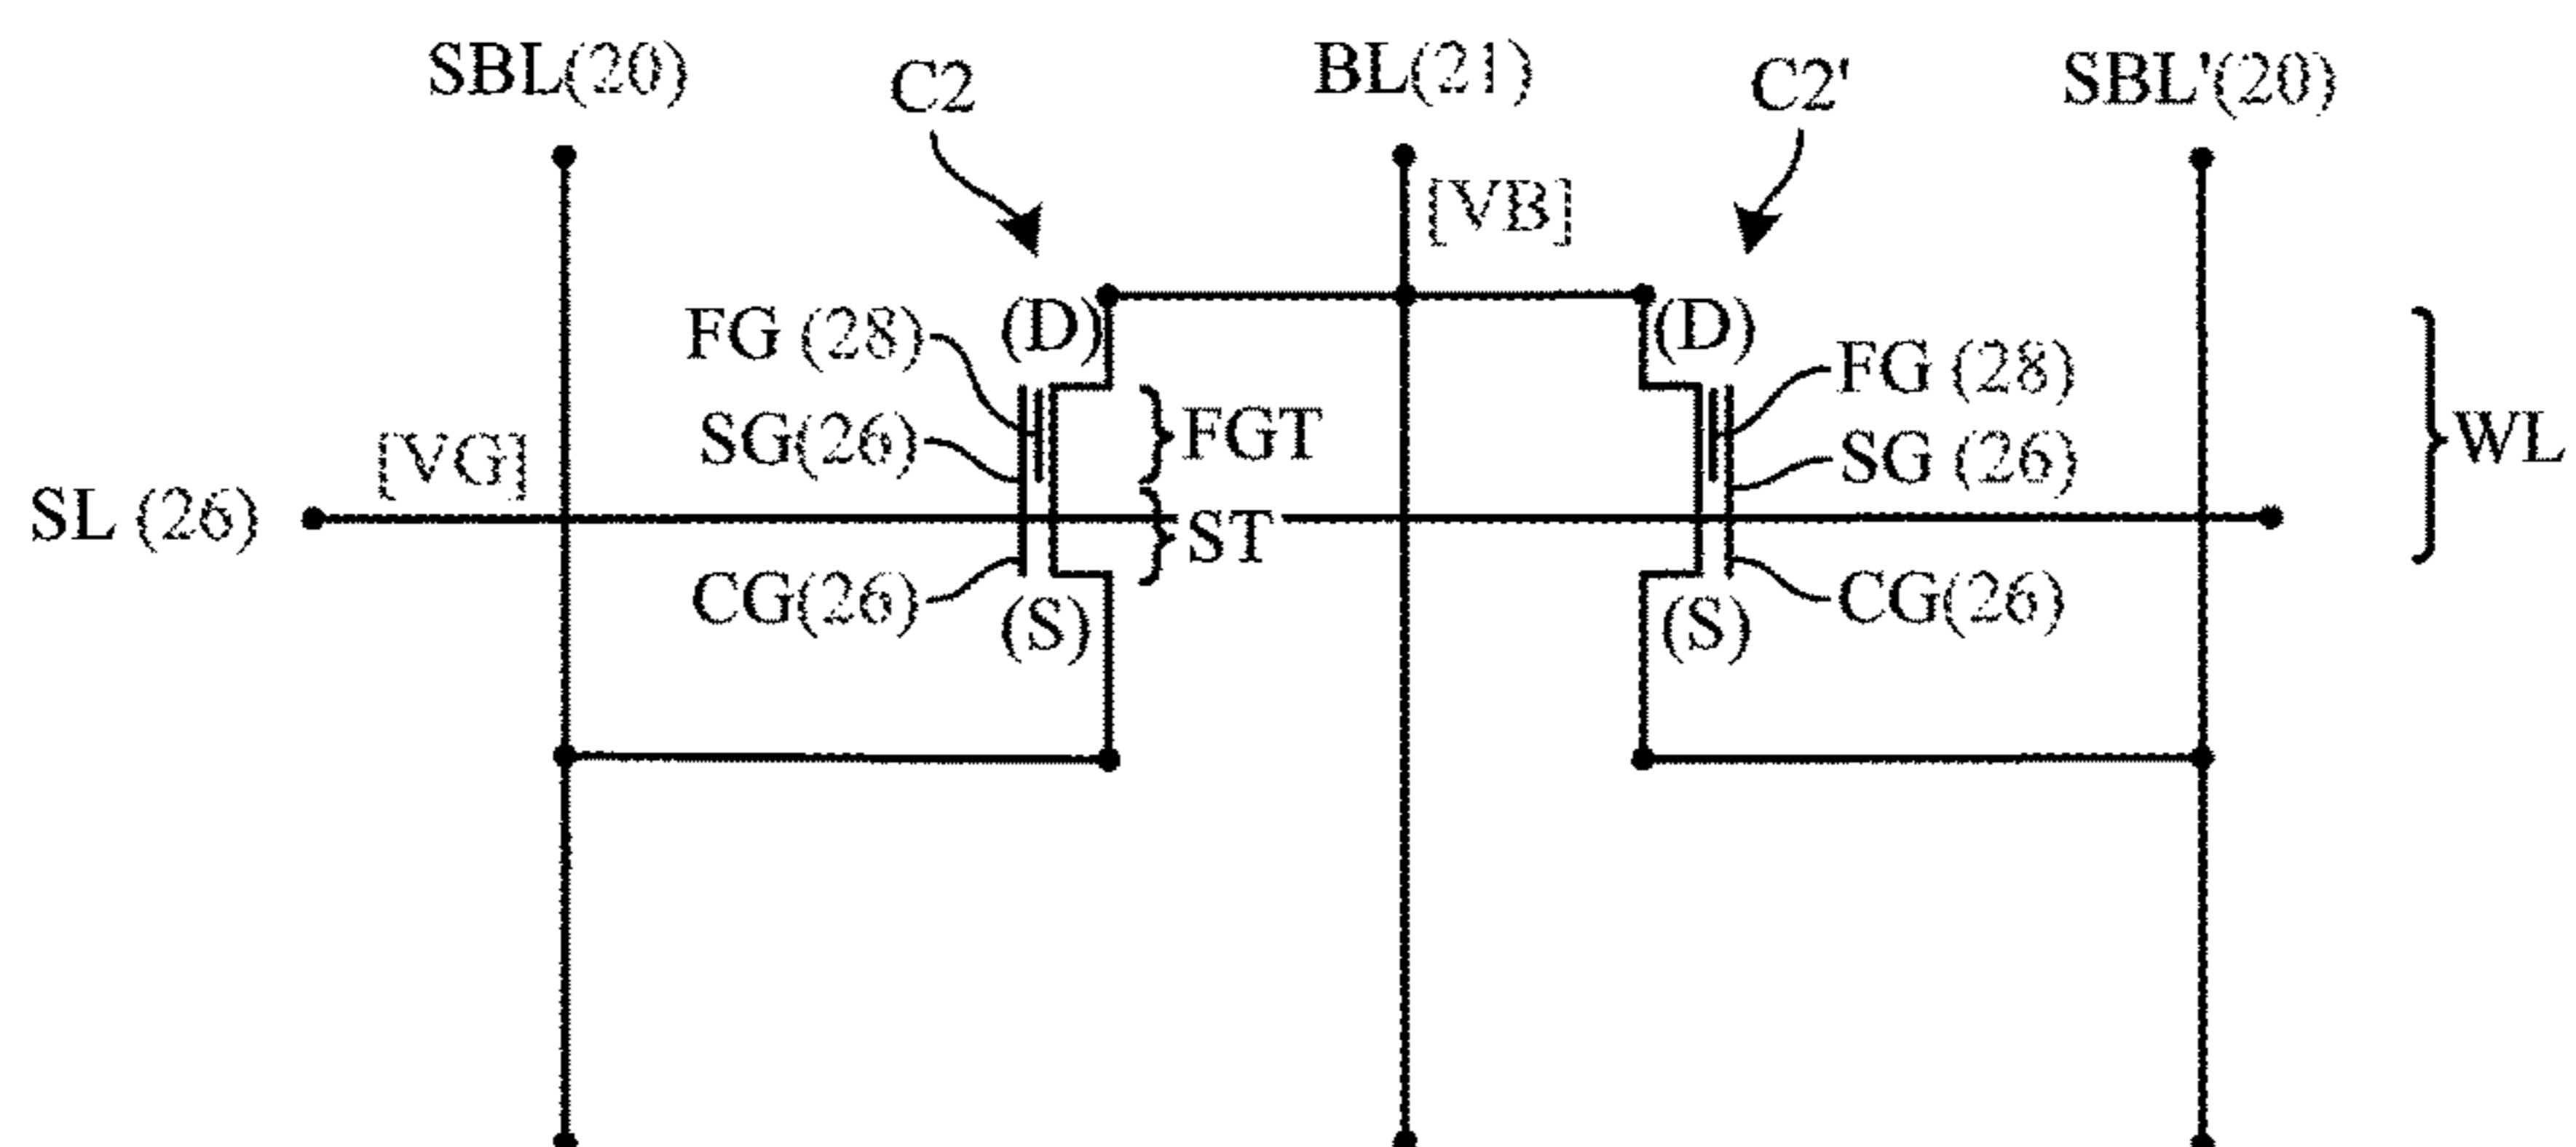 SBL(20)
C2
BL(21)
C2'
SBL'(20)
[VB]
FG (28)
(D)
(D)
FG (28)
SG(26)
FGT
SG (26)
WL
[VG]
SL (26)
ST
CG(26)
(S)
(S)
CG(26)